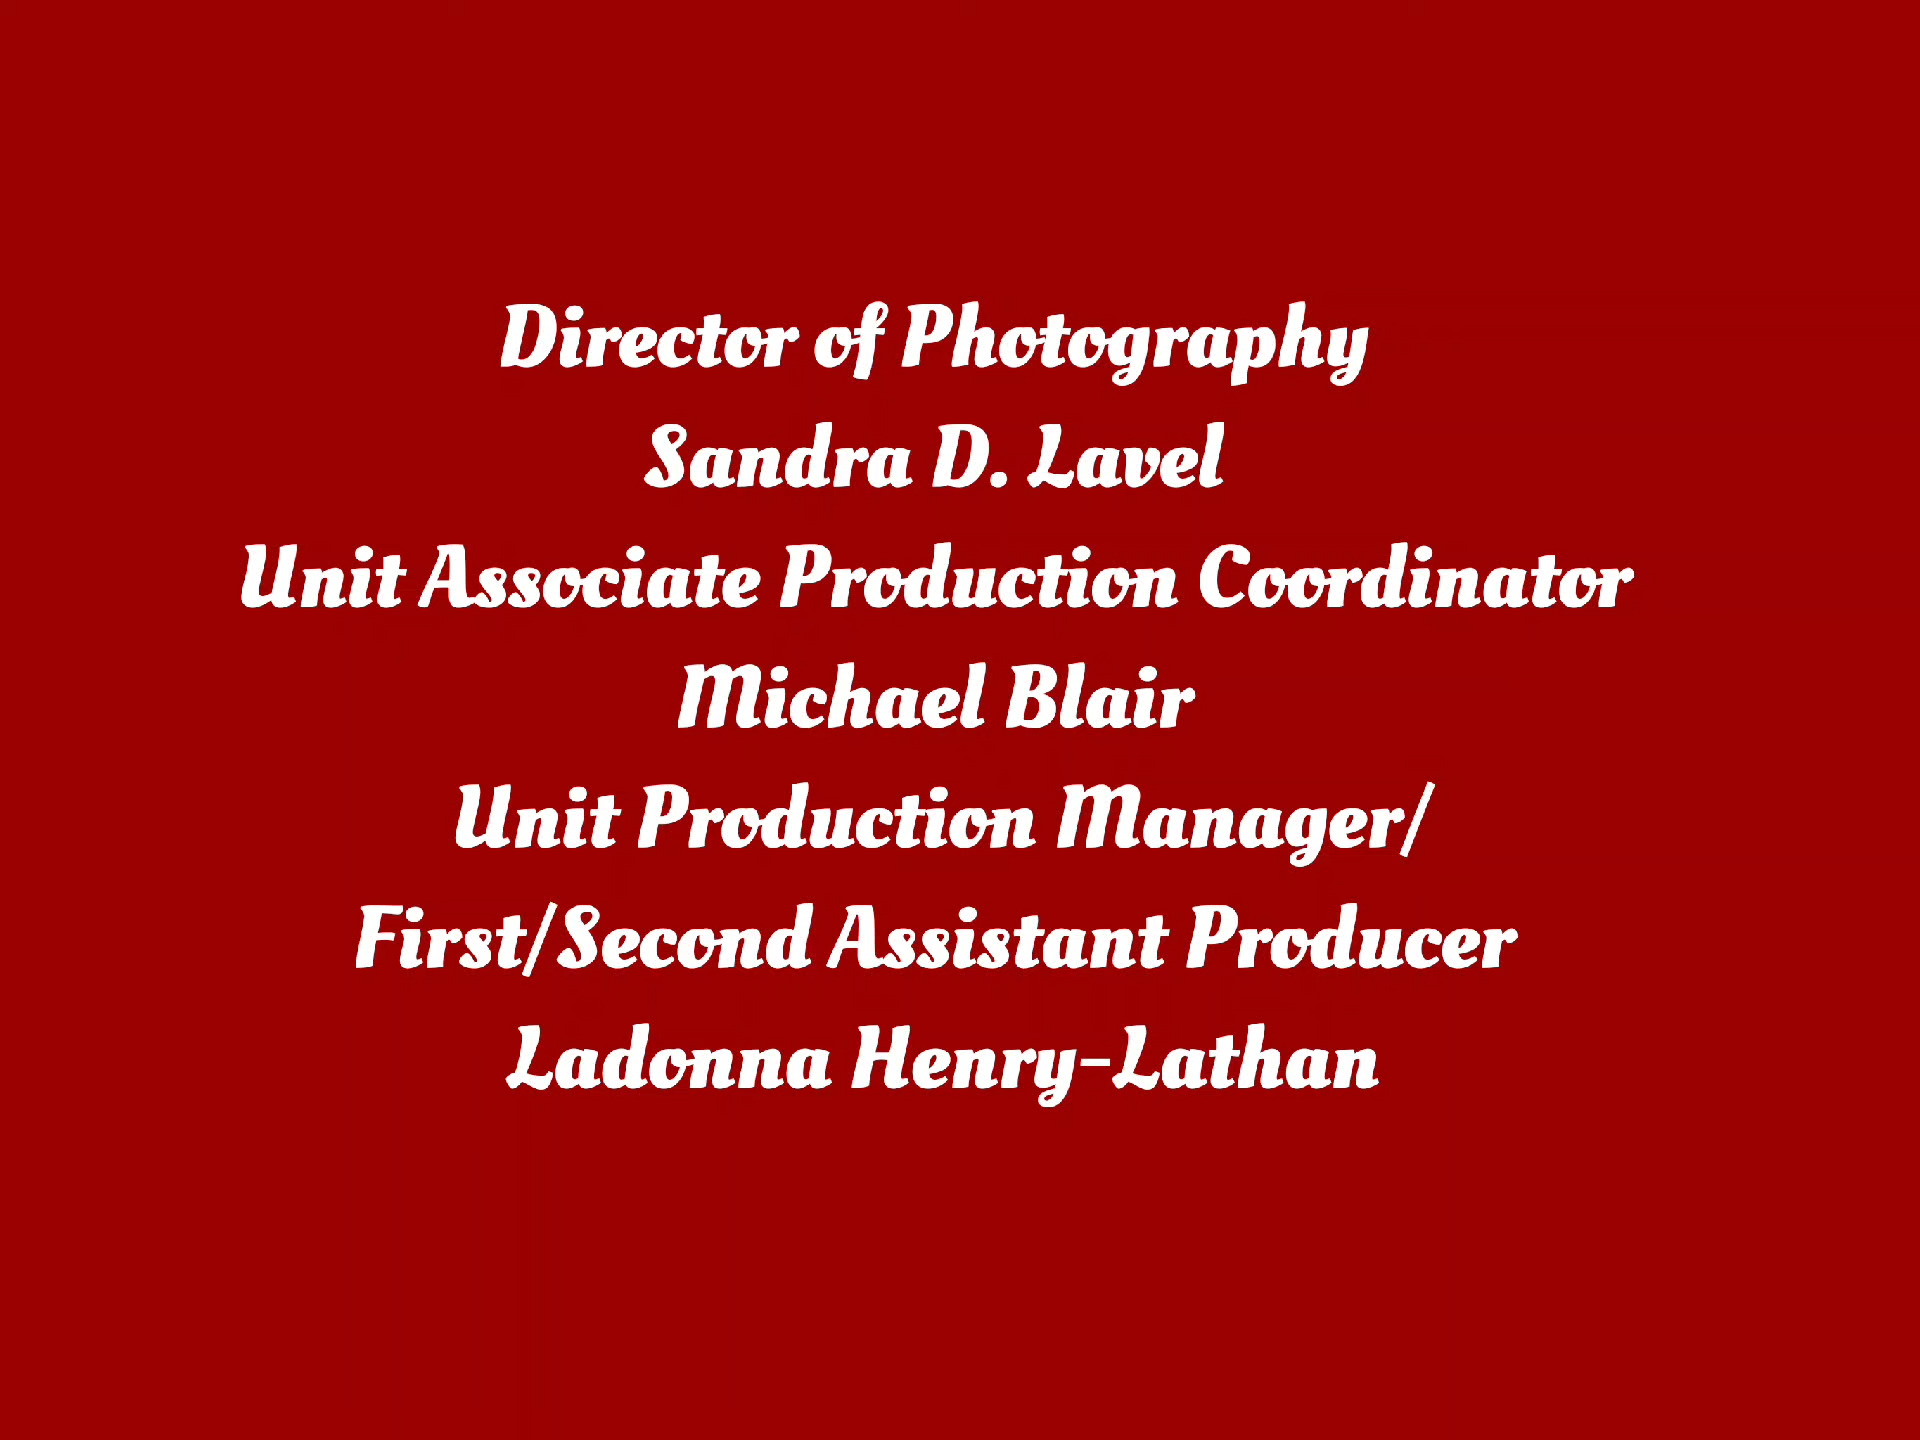 Director of Photography
Sandra D. Lavel
Unit Associate Production Coordinator
Michael Blair
Unit Production Manager/
First/Second Assistant Producer
Ladonna Henry-Lathan